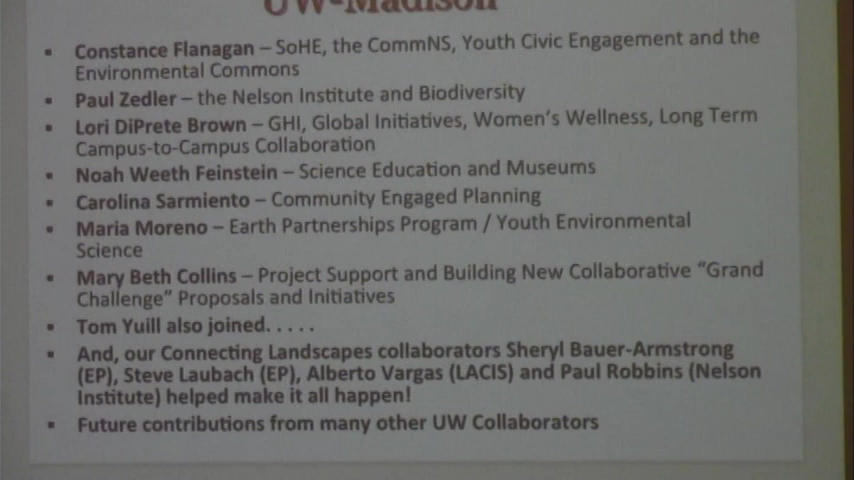 UW-Madison
▪ Constance Flanagan – SoHE, the CommNS, Youth Civic Engagement and the
Environmental Commons
▪ Paul Zedler – the Nelson Institute and Biodiversity
▪ Lori DiPrete Brown – GHI, Global Initiatives, Women's Wellness, Long Term
Campus-to-Campus Collaboration
▪ Noah Weeth Feinstein – Science Education and Museums
▪ Carolina Sarmiento – Community Engaged Planning
▪ Maria Moreno – Earth Partnerships Program / Youth Environmental
Science
▪ Mary Beth Collins – Project Support and Building New Collaborative "Grand
Challenge" Proposals and Initiatives
▪ Tom Yuill also joined. . . . .
▪ And, our Connecting Landscapes collaborators Sheryl Bauer-Armstrong
(EP), Steve Laubach (EP), Alberto Vargas (LACIS) and Paul Robbins (Nelson
Institute) helped make it all happen!
▪ Future contributions from many other UW Collaborators